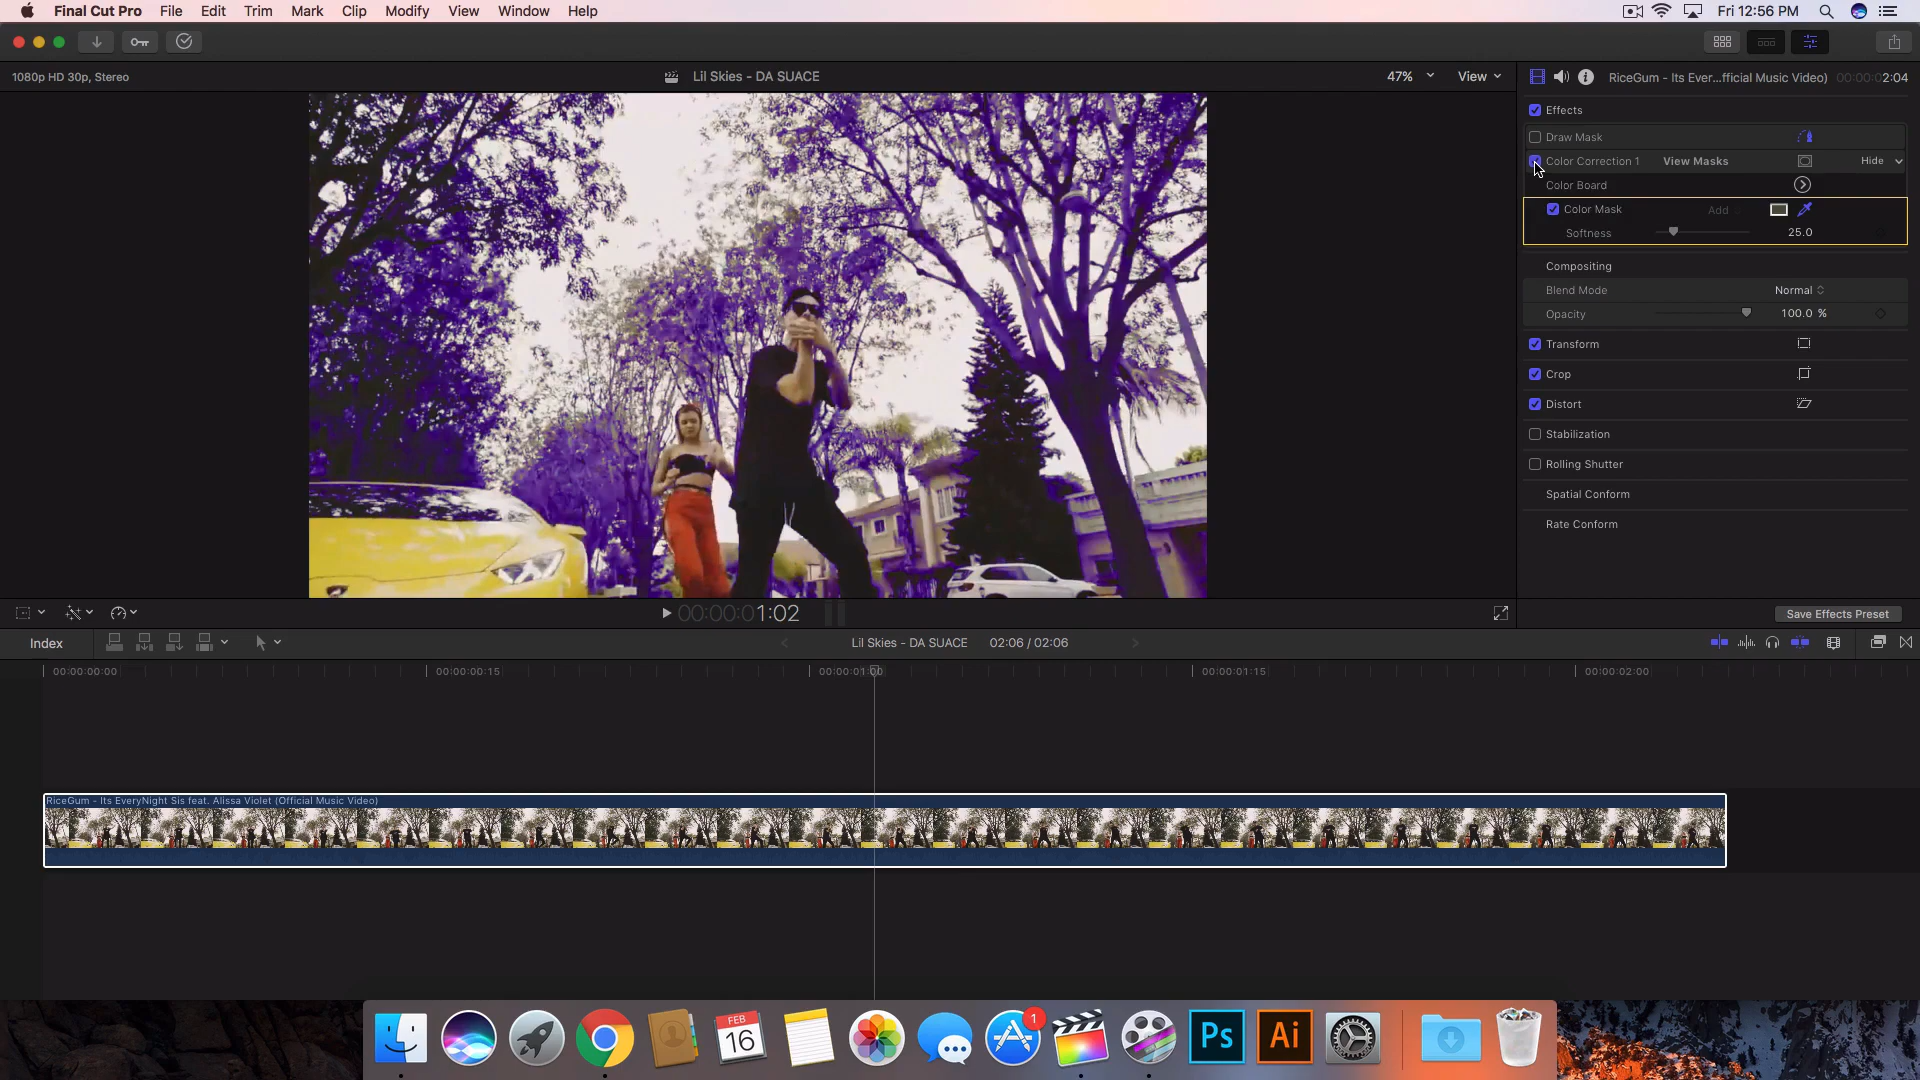 Final Cut Pro File Edit Trim Mark Clip Modify View Window Help Fri 12:56 PM
1080p HD 30p, Stereo Lil Skies - DA SUACE 47% View RiceGum - Its Ever...fficial Music Video) 00:00:02:04
Effects
Draw Mask
Color Correction 1 View Masks Hide
Color Board
Color Mask Add
Softness 25.0
Compositing
Blend Mode Normal
Opacity 100.0 %
Transform
Crop
Distort
Stabilization
Rolling Shutter
Spatial Conform
Rate Conform
00:00:01:02 Save Effects Preset
Index Lil Skies - DA SUACE 02:06 / 02:06
00:00:00:00 00:00:00:15 00:00:01:00 00:00:01:15 00:00:02:00
RiceGum - Its EveryNight Sis feat. Alissa Violet (Official Music Video)
FEB
16
1
Ps
Ai